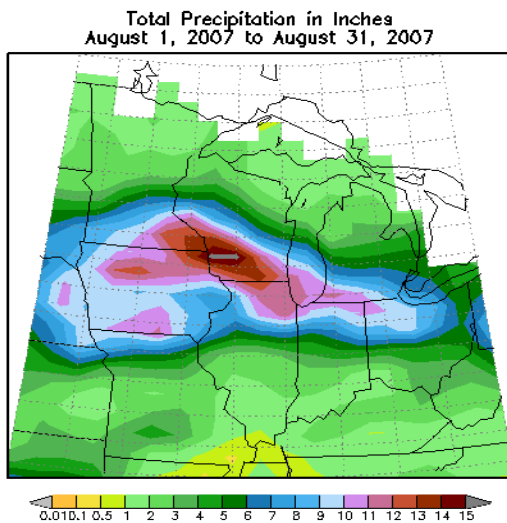 Total Precipitation in Inches
August 1, 2007 to August 31, 2007
0.01 0.1 0.5 1 2 3 4 5 6 7 8 9 10 11 12 13 14 15